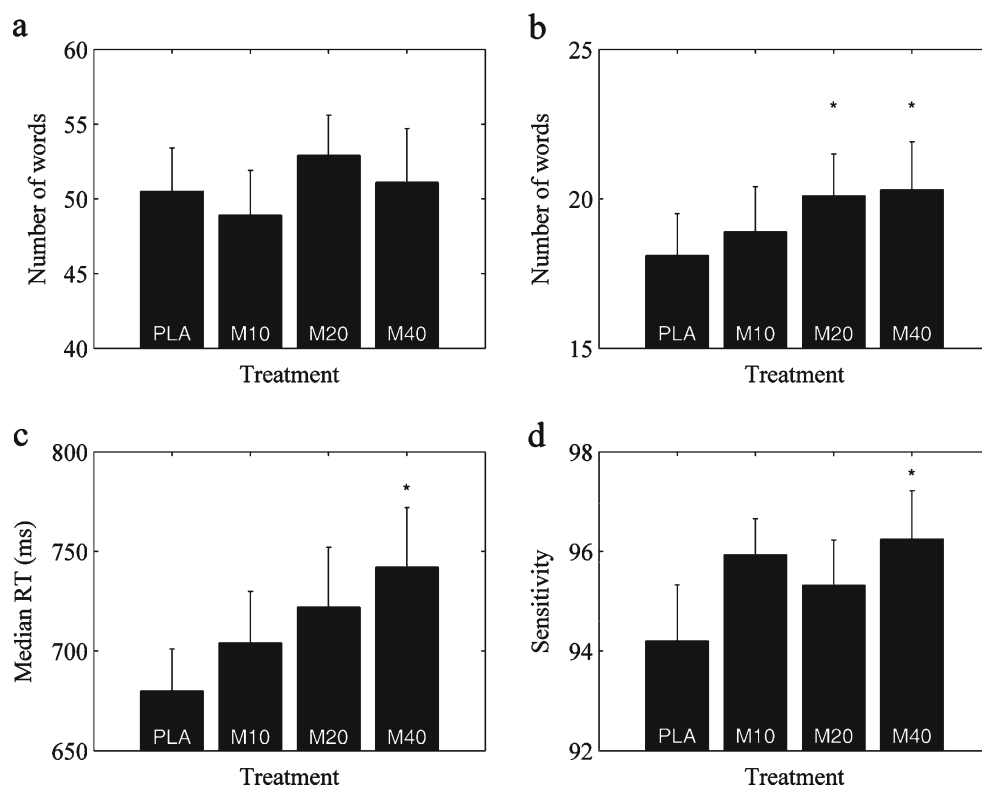 a
60
55
50
45
40
Number of words
PLA M10 M20 M40
Treatment
b
25
20
15
Number of words
* *
PLA M10 M20 M40
Treatment
c
800
750
700
650
Median RT (ms)
*
PLA M10 M20 M40
Treatment
d
98
96
94
92
Sensitivity
*
PLA M10 M20 M40
Treatment